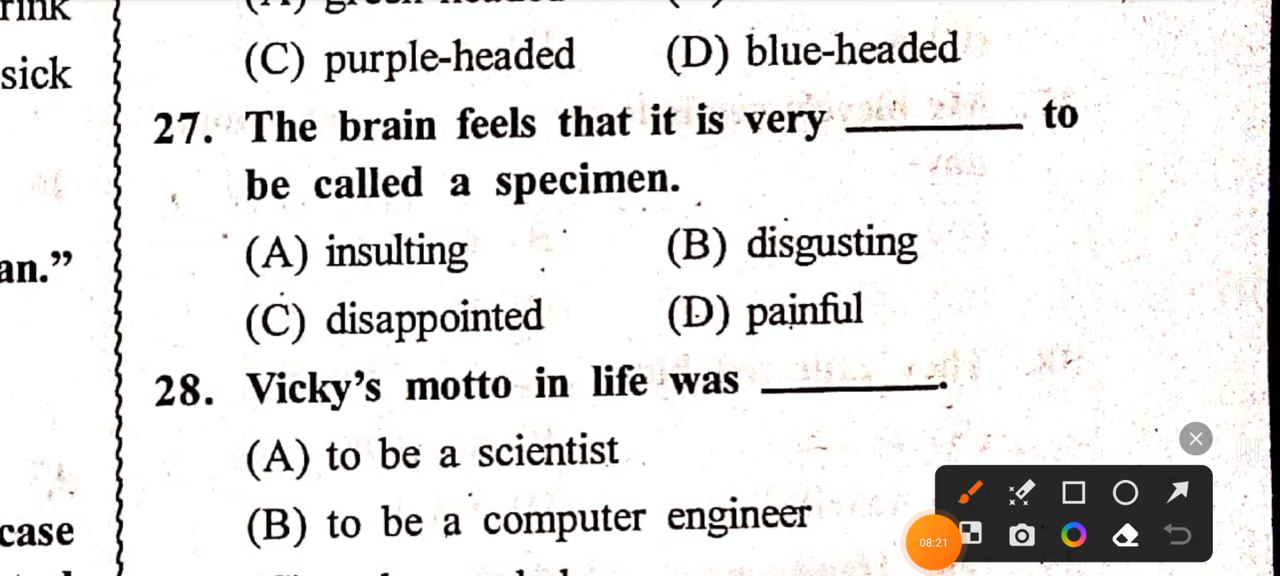 sick
(C) purple-headed (D) blue-headed
27. The brain feels that it is very ________ to
be called a specimen.
(A) insulting (B) disgusting
an.”
(C) disappointed (D) painful
28. Vicky’s motto in life was ________.
(A) to be a scientist
(B) to be a computer engineer
case
08:21